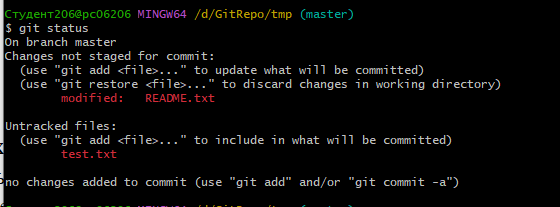 Студент206@pc06206 MINGW64 /d/GitRepo/tmp (master)
$ git status
On branch master
Changes not staged for commit:
  (use "git add <file>..." to update what will be committed)
  (use "git restore <file>..." to discard changes in working directory)
        modified:   README.txt

Untracked files:
  (use "git add <file>..." to include in what will be committed)
        test.txt

no changes added to commit (use "git add" and/or "git commit -a")